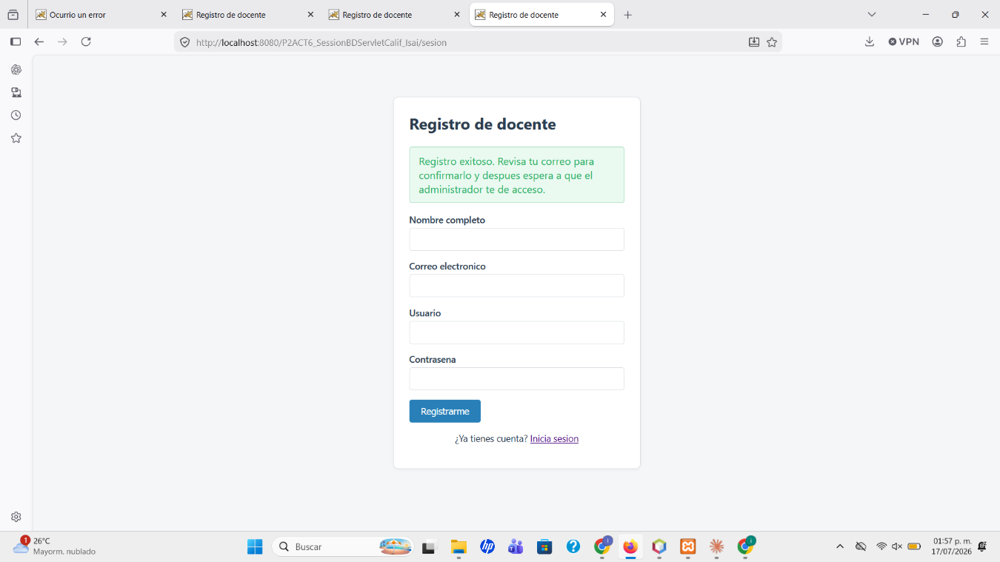 Ocurrio un error
Registro de docente
Registro de docente
Registro de docente
http://localhost:8080/P2ACT6_SessionBDServletCalif_Isai/sesion
VPN
Registro de docente
Registro exitoso. Revisa tu correo para
confirmarlo y despues espera a que el
administrador te de acceso.
Nombre completo
Correo electronico
Usuario
Contrasena
Registrarme
¿Ya tienes cuenta? Inicia sesion
1
26°C
Mayorm. nublado
Buscar
01:57 p. m.
17/07/2026